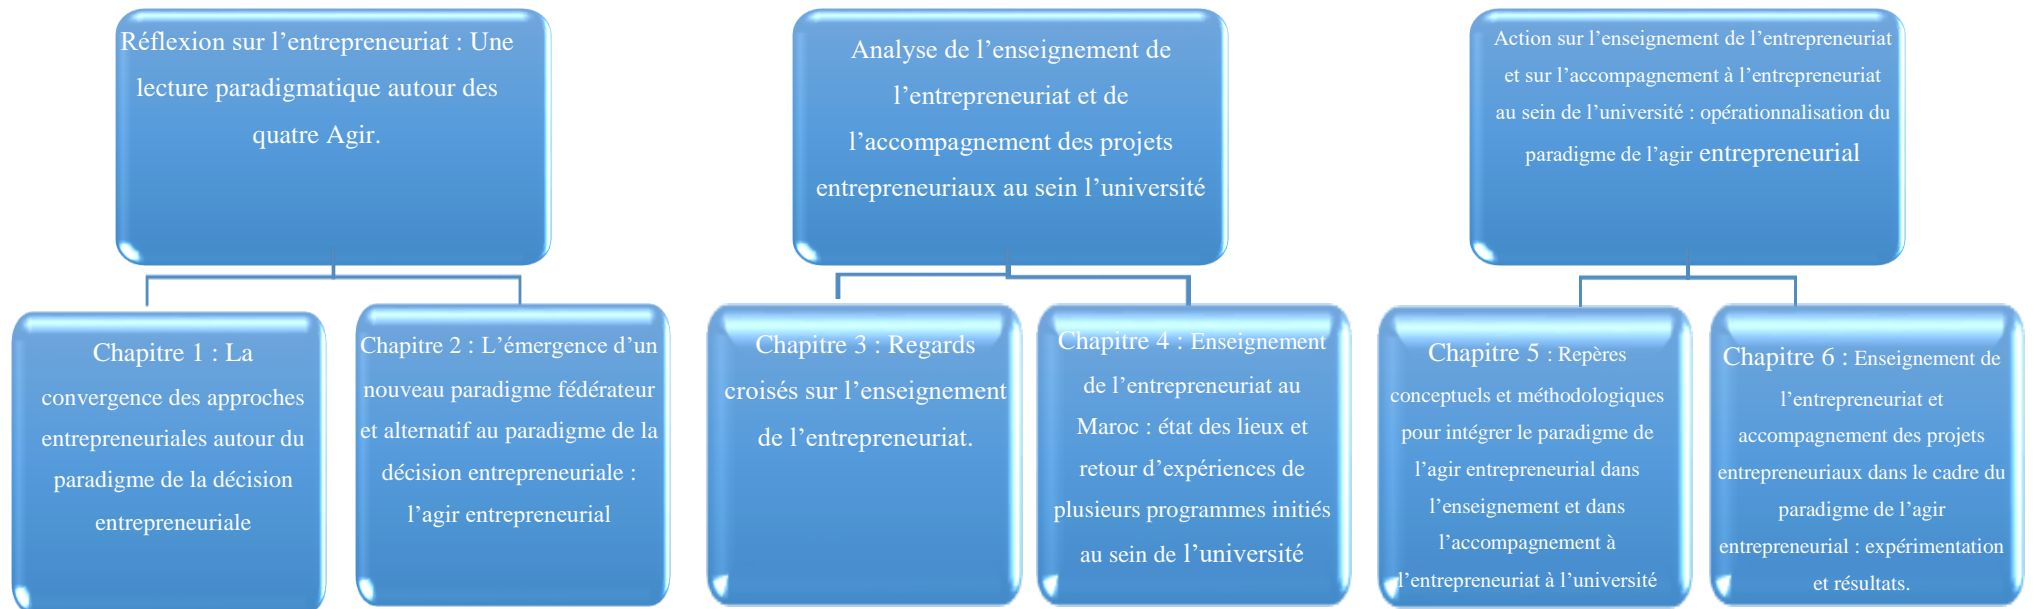 Réflexion sur l’entrepreneuriat : Une
lecture paradigmatique autour des
quatre Agir.
Analyse de l’enseignement de
l’entrepreneuriat et de
l’accompagnement des projets
entrepreneuriaux au sein l’université
Action sur l’enseignement de l’entrepreneuriat
et sur l’accompagnement à l’entrepreneuriat
au sein de l’université : opérationnalisation du
paradigme de l’agir entrepreneurial
Chapitre 1 : La
convergence des approches
entrepreneuriales autour du
paradigme de la décision
entrepreneuriale
Chapitre 2 : L’émergence d’un
nouveau paradigme fédérateur
et alternatif au paradigme de la
décision entrepreneuriale :
l’agir entrepreneurial
Chapitre 3 : Regards
croisés sur l’enseignement
de l’entrepreneuriat.
Chapitre 4 : Enseignement
de l’entrepreneuriat au
Maroc : état des lieux et
retour d’expériences de
plusieurs programmes initiés
au sein de l’université
Chapitre 5 : Repères
conceptuels et méthodologiques
pour intégrer le paradigme de
l’agir entrepreneurial dans
l’enseignement et dans
l’accompagnement à
l’entrepreneuriat à l’université
Chapitre 6 : Enseignement de
l’entrepreneuriat et
accompagnement des projets
entrepreneuriaux dans le cadre du
paradigme de l’agir
entrepreneurial : expérimentation
et résultats.